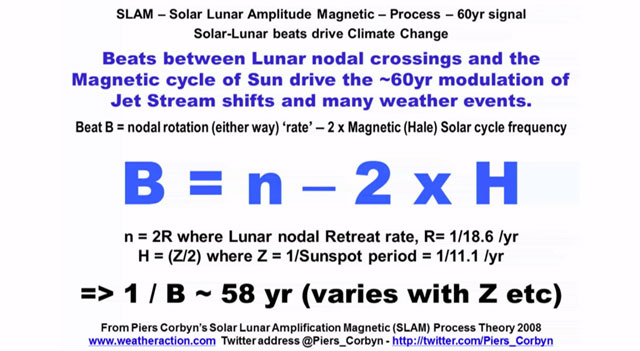 SLAM – Solar Lunar Amplitude Magnetic – Process – 60yr signal
Solar-Lunar beats drive Climate Change
Beats between Lunar nodal crossings and the
Magnetic cycle of Sun drive the ~60yr modulation of
Jet Stream shifts and many weather events.
Beat B = nodal rotation (either way) ‘rate’ – 2 x Magnetic (Hale) Solar cycle frequency
B = n – 2 x H
n = 2R where Lunar nodal Retreat rate, R= 1/18.6 /yr
H = (Z/2) where Z = 1/Sunspot period = 1/11.1 /yr
=> 1 / B ~ 58 yr (varies with Z etc)
From Piers Corbyn’s Solar Lunar Amplification Magnetic (SLAM) Process Theory 2008
www.weatheraction.com Twitter address @Piers_Corbyn - http://twitter.com/Piers_Corbyn